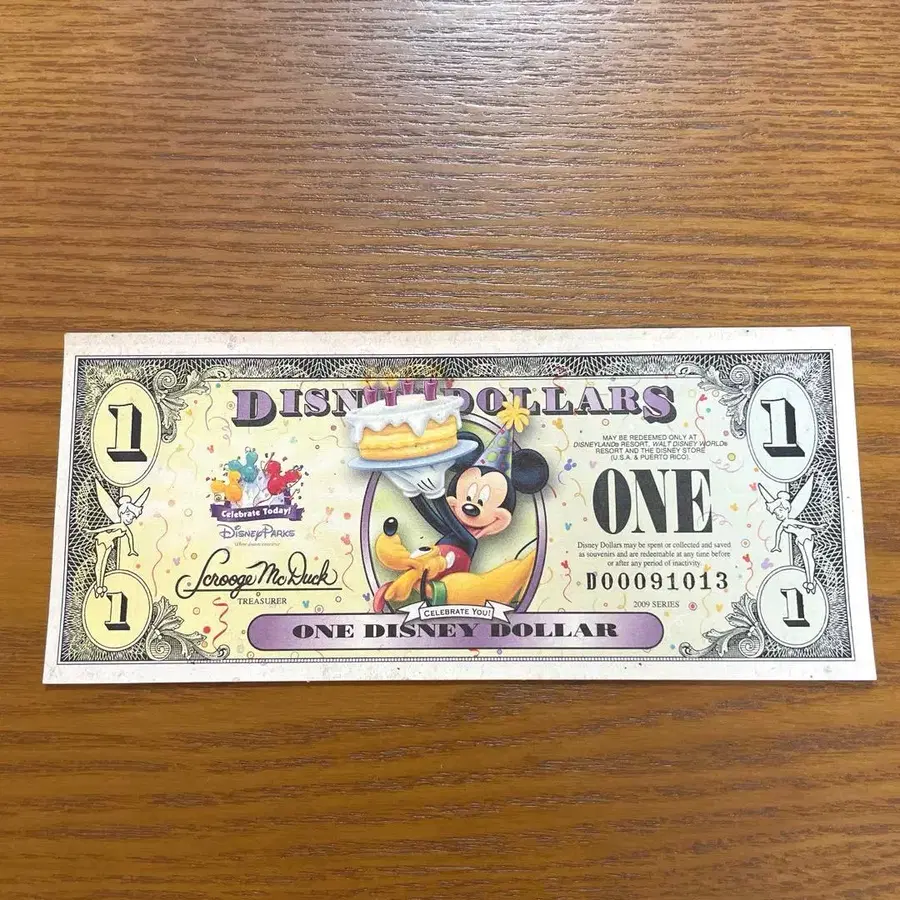 DISNEY DOLLARS
1
1
MAY BE REDEEMED ONLY AT
DISNEYLAND® RESORT, WALT DISNEY WORLD®
RESORT AND THE DISNEY STORE
(U.S.A. & PUERTO RICO).
ONE
Celebrate Today!
Disney Parks
Disney Dollars may be spent or collected and saved
as souvenirs and are redeemable at any time before
or after any period of inactivity.
Scrooge McDuck
TREASURER
D00091013
2009 SERIES
1
1
CELEBRATE YOU!
ONE DISNEY DOLLAR